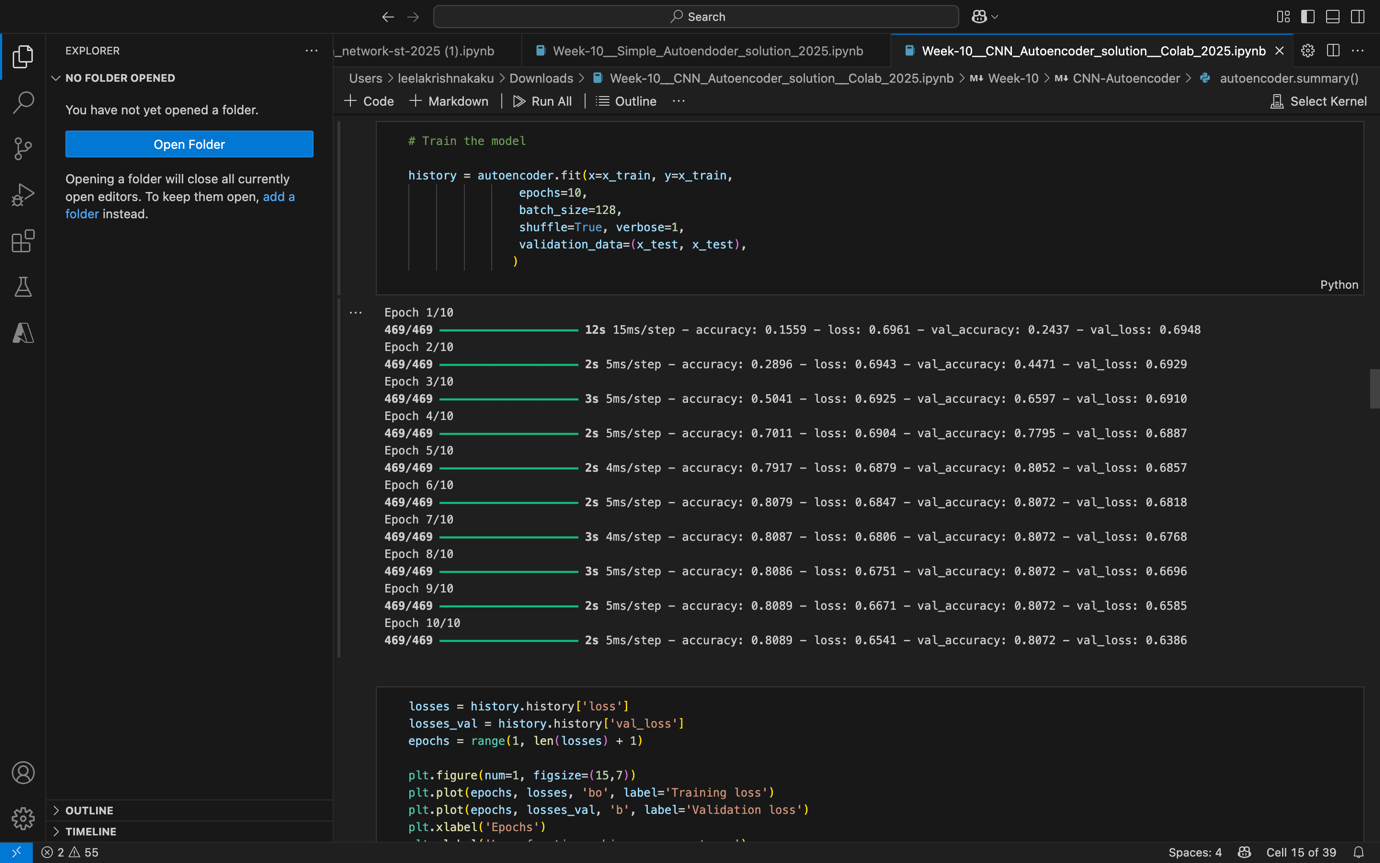 Search
EXPLORER
NO FOLDER OPENED
You have not yet opened a folder.
Open Folder
Opening a folder will close all currently
open editors. To keep them open, add a
folder instead.
OUTLINE
TIMELINE
_network-st-2025 (1).ipynb
Week-10__Simple_Autoendoder_solution_2025.ipynb
Week-10__CNN_Autoencoder_solution__Colab_2025.ipynb
Users > leelakrishnakaku > Downloads > Week-10__CNN_Autoencoder_solution__Colab_2025.ipynb > M↓ Week-10 > M↓ CNN-Autoencoder > autoencoder.summary()
+ Code + Markdown | Run All | Outline ···
Select Kernel
# Train the model
history = autoencoder.fit(x=x_train, y=x_train,
epochs=10,
batch_size=128,
shuffle=True, verbose=1,
validation_data=(x_test, x_test),
)
Python
Epoch 1/10
469/469 12s 15ms/step - accuracy: 0.1559 - loss: 0.6961 - val_accuracy: 0.2437 - val_loss: 0.6948
Epoch 2/10
469/469 2s 5ms/step - accuracy: 0.2896 - loss: 0.6943 - val_accuracy: 0.4471 - val_loss: 0.6929
Epoch 3/10
469/469 3s 5ms/step - accuracy: 0.5041 - loss: 0.6925 - val_accuracy: 0.6597 - val_loss: 0.6910
Epoch 4/10
469/469 2s 5ms/step - accuracy: 0.7011 - loss: 0.6904 - val_accuracy: 0.7795 - val_loss: 0.6887
Epoch 5/10
469/469 2s 4ms/step - accuracy: 0.7917 - loss: 0.6879 - val_accuracy: 0.8052 - val_loss: 0.6857
Epoch 6/10
469/469 2s 5ms/step - accuracy: 0.8079 - loss: 0.6847 - val_accuracy: 0.8072 - val_loss: 0.6818
Epoch 7/10
469/469 3s 4ms/step - accuracy: 0.8087 - loss: 0.6806 - val_accuracy: 0.8072 - val_loss: 0.6768
Epoch 8/10
469/469 3s 5ms/step - accuracy: 0.8086 - loss: 0.6751 - val_accuracy: 0.8072 - val_loss: 0.6696
Epoch 9/10
469/469 2s 5ms/step - accuracy: 0.8089 - loss: 0.6671 - val_accuracy: 0.8072 - val_loss: 0.6585
Epoch 10/10
469/469 2s 5ms/step - accuracy: 0.8089 - loss: 0.6541 - val_accuracy: 0.8072 - val_loss: 0.6386
losses = history.history['loss']
losses_val = history.history['val_loss']
epochs = range(1, len(losses) + 1)
plt.figure(num=1, figsize=(15,7))
plt.plot(epochs, losses, 'bo', label='Training loss')
plt.plot(epochs, losses_val, 'b', label='Validation loss')
plt.xlabel('Epochs')
2 55
Spaces: 4
Cell 15 of 39